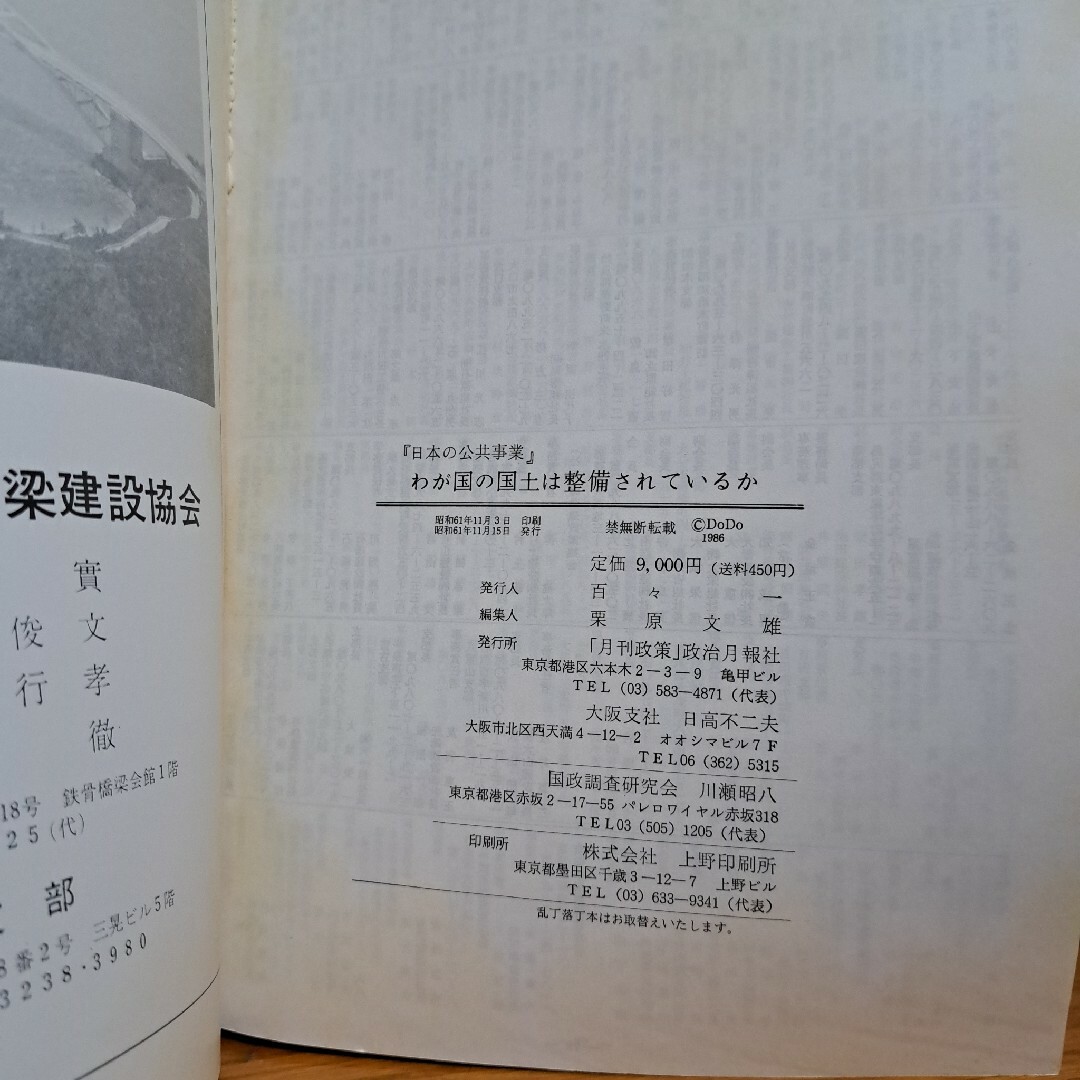 『日本の公共事業』
わが国の国土は整備されているか
昭和61年11月3日 印刷
昭和61年11月15日 発行
禁無断転載 ©DoDo
1986
定価 9,000円 (送料450円)
発行人 百々一
編集人 栗原文雄
発行所 「月刊政策」政治月報社
東京都港区六本木2−3−9 亀甲ビル
TEL (03) 583−4871 (代表)
大阪支社 日高不二夫
大阪市北区西天満4−12−2 オオシマビル7F
TEL06 (362) 5315
国政調査研究会 川瀬昭八
東京都港区赤坂2−17−55 パレロワイヤル赤坂318
TEL03 (505) 1205 (代表)
印刷所 株式会社 上野印刷所
東京都墨田区千歳3−12−7 上野ビル
TEL (03) 633−9341 (代表)
乱丁落丁本はお取替えいたします。
梁建設協会
實
俊文
行孝
徹
18号 鉄骨橋梁会館1階
25(代)
部
8番2号 三晃ビル5階
3238・3980